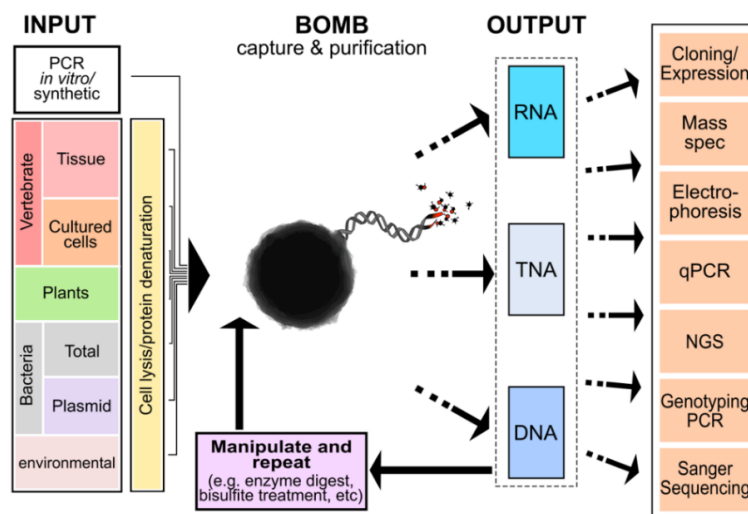 INPUT
BOMB
capture & purification
OUTPUT
PCR
in vitro/
synthetic
Vertebrate
Tissue
Cultured
cells
Plants
Bacteria
Total
Plasmid
environmental
Cell lysis/protein denaturation
Manipulate and
repeat
(e.g. enzyme digest,
bisulfite treatment, etc)
RNA
TNA
DNA
Cloning/
Expression
Mass
spec
Electro-
phoresis
qPCR
NGS
Genotyping
PCR
Sanger
Sequencing